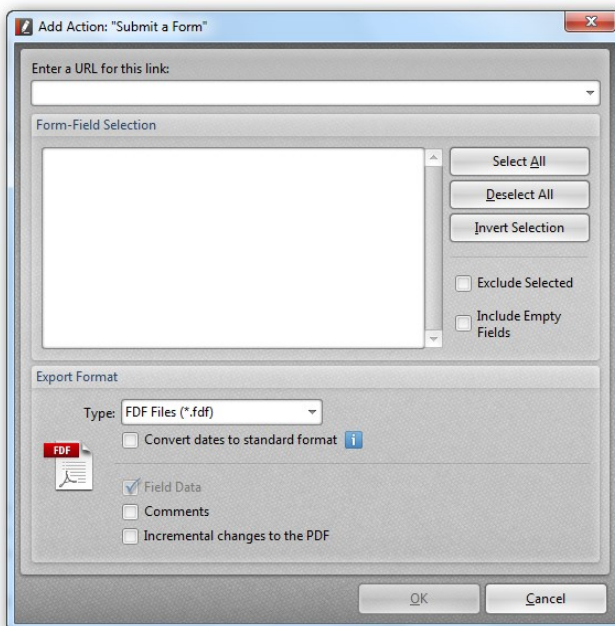 Add Action: "Submit a Form"
Enter a URL for this link:
Form-Field Selection
Select All
Deselect All
Invert Selection
Exclude Selected
Include Empty
Fields
Export Format
Type: FDF Files (*.fdf)
Convert dates to standard format i
FDF
Field Data
Comments
Incremental changes to the PDF
OK Cancel